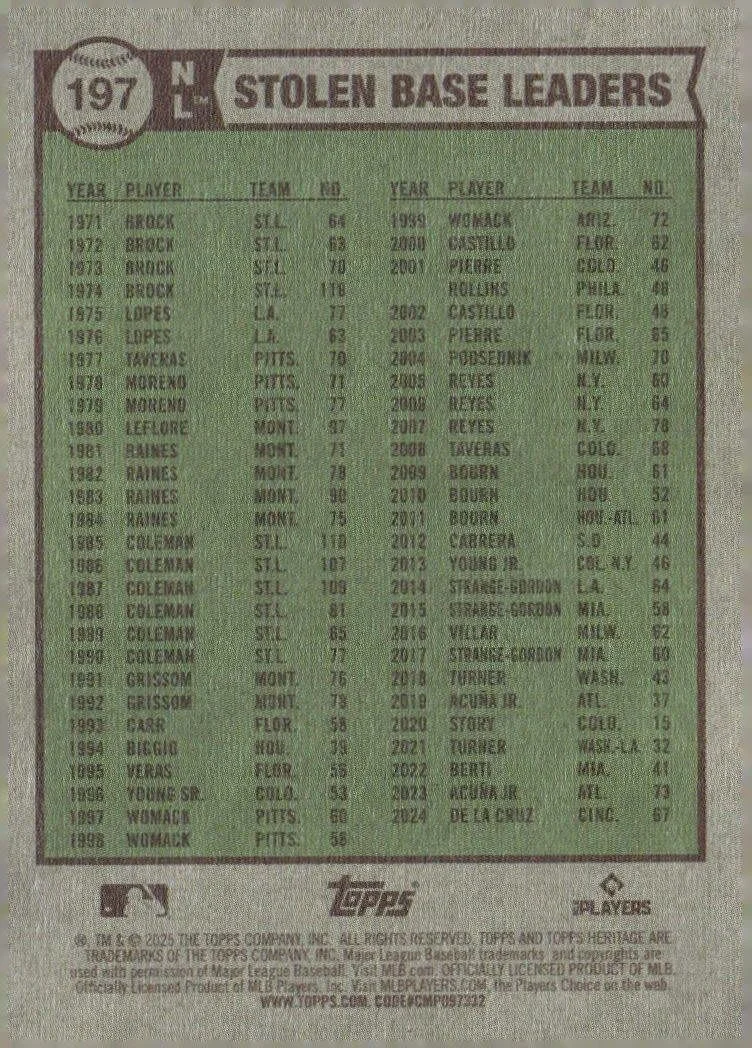 197
NL™
STOLEN BASE LEADERS
YEAR PLAYER TEAM NO.
1971 BROCK ST.L. 64
1972 BROCK ST.L. 63
1973 BROCK ST.L. 70
1974 BROCK ST.L. 118
1975 LOPES L.A. 77
1976 LOPES L.A. 63
1977 TAVERAS PITTS. 70
1978 MORENO PITTS. 71
1979 MORENO PITTS. 77
1980 LEFLORE MONT. 97
1981 RAINES MONT. 71
1982 RAINES MONT. 78
1983 RAINES MONT. 90
1984 RAINES MONT. 75
1985 COLEMAN ST.L. 110
1986 COLEMAN ST.L. 107
1987 COLEMAN ST.L. 109
1988 COLEMAN ST.L. 81
1989 COLEMAN ST.L. 65
1990 COLEMAN ST.L. 77
1991 GRISSOM MONT. 76
1992 GRISSOM MONT. 78
1993 CARR FLOR. 58
1994 BIGGIO HOU. 39
1995 VERAS FLOR. 56
1996 YOUNG SR. COLO. 53
1997 WOMACK PITTS. 60
1998 WOMACK PITTS. 58
YEAR PLAYER TEAM NO.
1999 WOMACK ARIZ. 72
2000 CASTILLO FLOR. 62
2001 PIERRE COLO. 46
ROLLINS PHILA. 46
2002 CASTILLO FLOR. 48
2003 PIERRE FLOR. 65
2004 PODSEDNIK MILW. 70
2005 REYES N.Y. 60
2006 REYES N.Y. 64
2007 REYES N.Y. 78
2008 TAVERAS COLO. 68
2009 BOURN HOU. 61
2010 BOURN HOU. 52
2011 BOURN HOU.-ATL. 61
2012 CABRERA S.D. 44
2013 YOUNG JR. COL.-N.Y. 46
2014 STRANGE-GORDON L.A. 64
2015 STRANGE-GORDON MIA. 58
2016 VILLAR MILW. 62
2017 STRANGE-GORDON MIA. 60
2018 TURNER WASH. 43
2019 ACUÑA JR. ATL. 37
2020 STORY COLO. 15
2021 TURNER WASH.-L.A. 32
2022 BERTI MIA. 41
2023 ACUÑA JR. ATL. 73
2024 DE LA CRUZ CINC. 67
Topps®
MLB PLAYERS
®, TM & © 2025 THE TOPPS COMPANY, INC. ALL RIGHTS RESERVED. TOPPS AND TOPPS HERITAGE ARE
TRADEMARKS OF THE TOPPS COMPANY, INC. Major League Baseball trademarks and copyrights are
used with permission of Major League Baseball. Visit MLB.com. OFFICIALLY LICENSED PRODUCT OF MLB
Officially Licensed Product of MLB Players, Inc. Visit MLBPLAYERS.COM, the Players Choice on the web.
WWW.TOPPS.COM. CODE#CMP097332